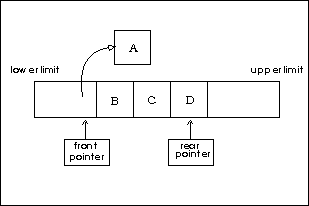 A
lower limit
upper limit
B
C
D
front
pointer
rear
pointer